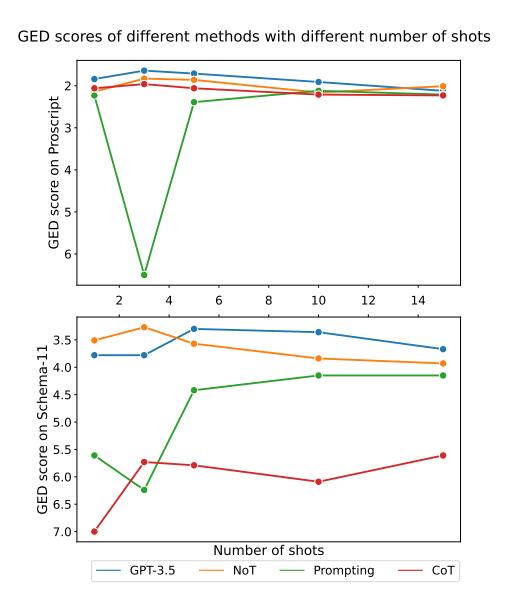 GED scores of different methods with different number of shots
GED score on Proscript
2
3
4
5
6
2 4 6 8 10 12 14
GED score on Schema-11
3.5
4.0
4.5
5.0
5.5
6.0
6.5
7.0
Number of shots
GPT-3.5 NoT Prompting CoT